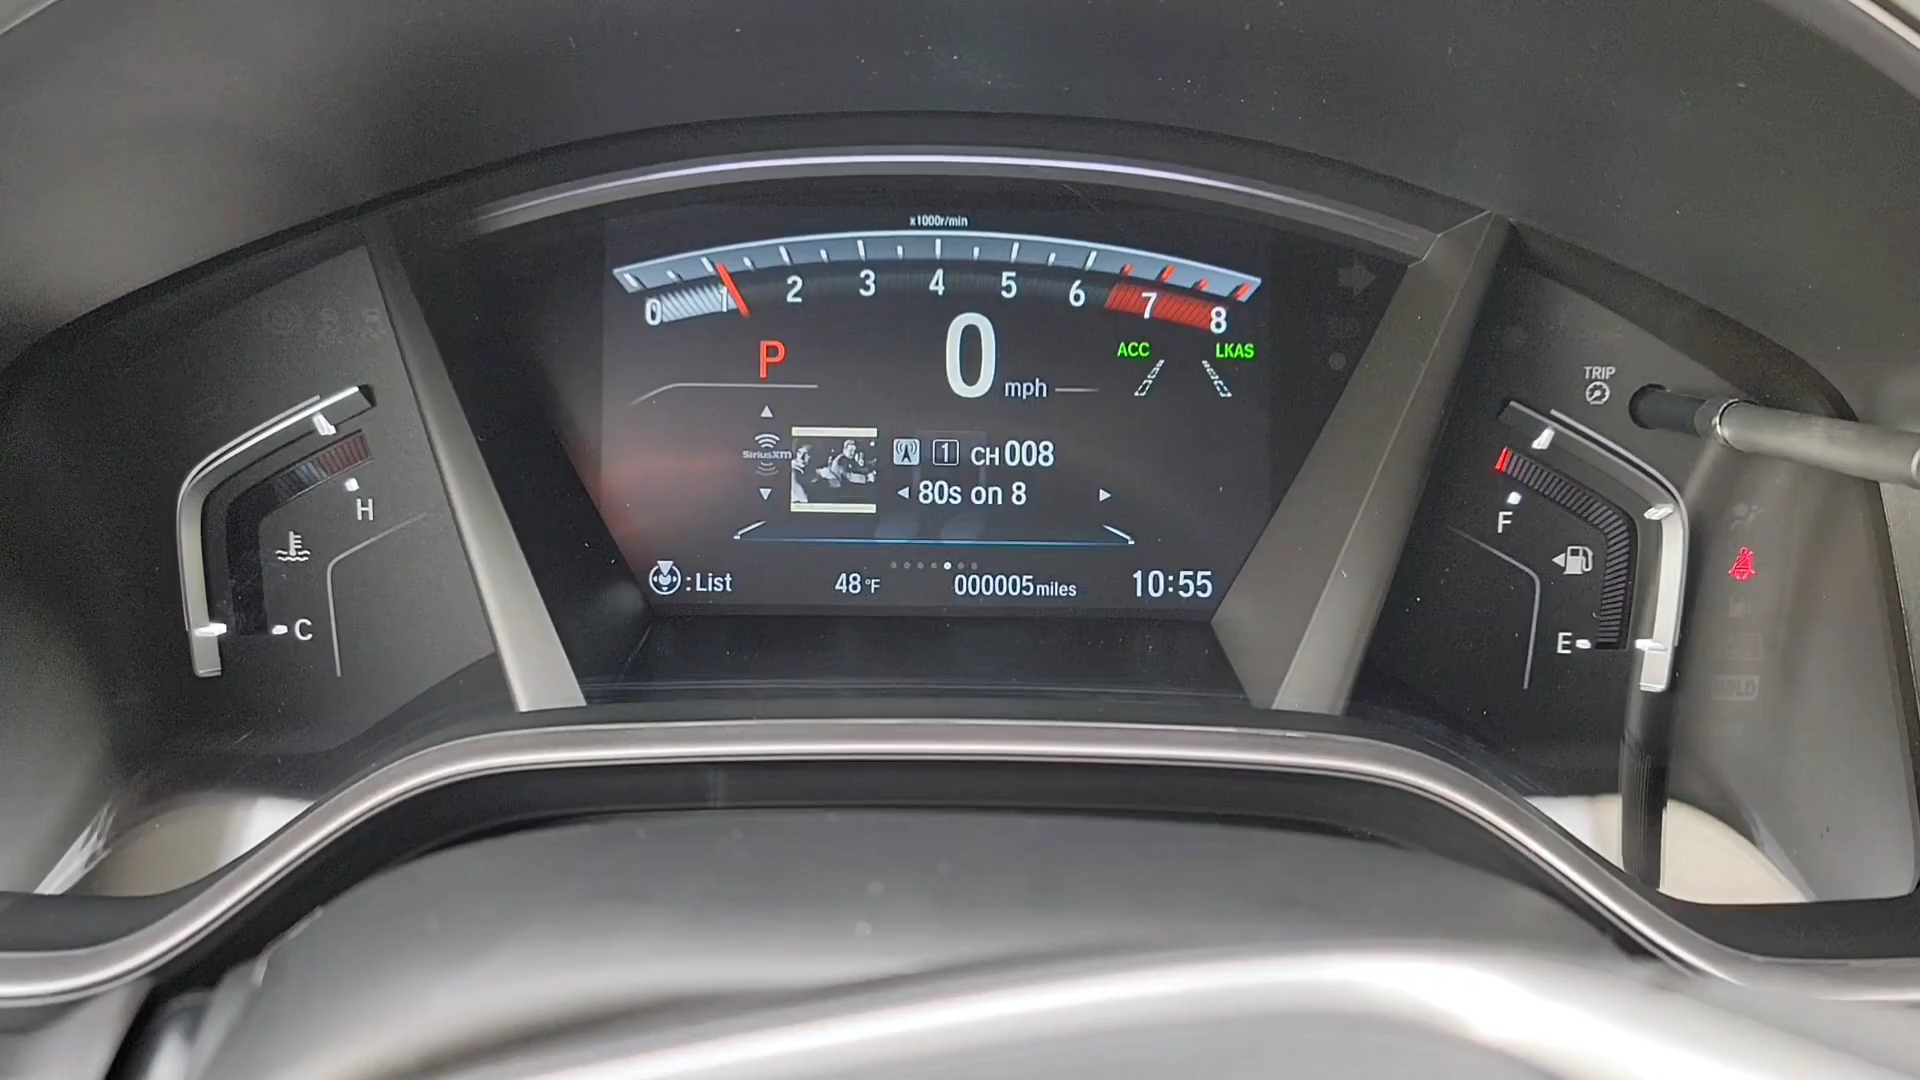 x1000r/min
0 1 2 3 4 5 6 7 8
P
0 mph
ACC
LKAS
TRIP
SiriusXM
1 CH 008
80s on 8
H
C
F
E
: List
48°F
000005 miles
10:55
HOLD